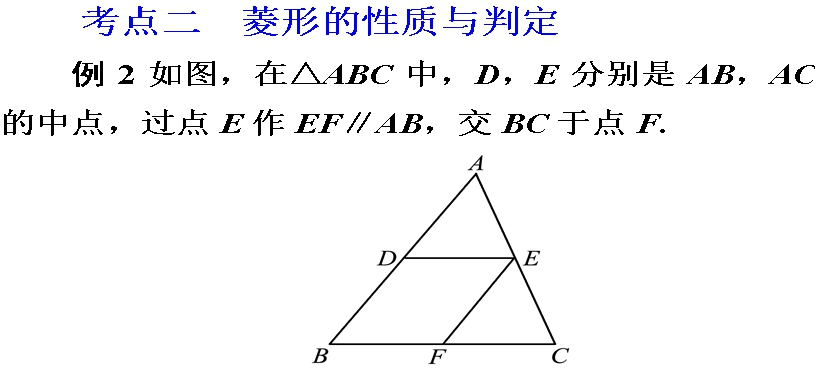 考点二 菱形的性质与判定
例 2 如图，在△ABC 中，D，E 分别是 AB，AC
的中点，过点 E 作 EF∥AB，交 BC 于点 F.
A
D
E
B
F
C